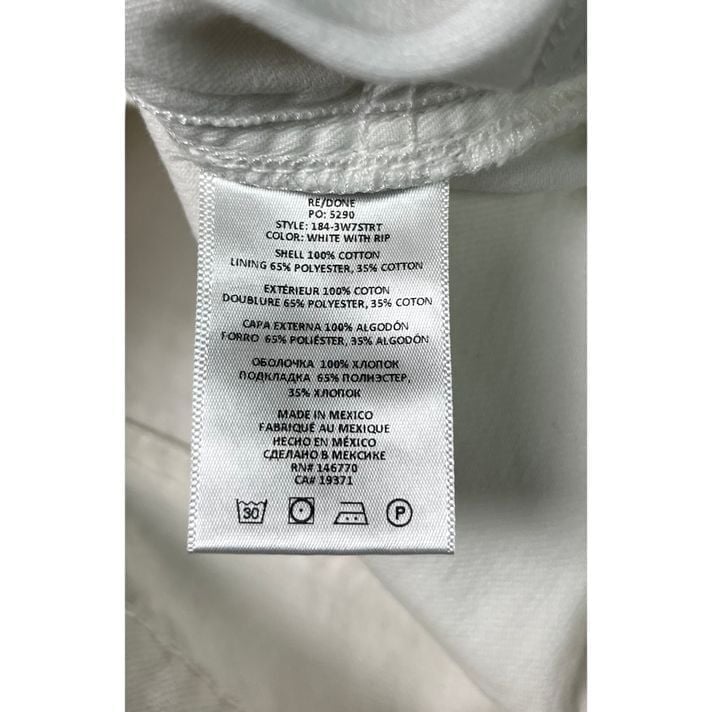 RE/DONE
PO: 5290
STYLE: 184-3W7STRT
COLOR: WHITE WITH RIP
SHELL 100% COTTON
LINING 65% POLYESTER, 35% COTTON
EXTÉRIEUR 100% COTON
DOUBLURE 65% POLYESTER, 35% COTON
CAPA EXTERNA 100% ALGODÓN
FORRO 65% POLIÉSTER, 35% ALGODÓN
ОБОЛОЧКА 100% ХЛОПОК
ПОДКЛАДКА 65% ПОЛИЭСТЕР,
35% ХЛОПОК
MADE IN MEXICO
FABRIQUÉ AU MEXIQUE
HECHO EN MÉXICO
СДЕЛАНО В МЕКСИКЕ
RN# 146770
CA# 19371
30 P